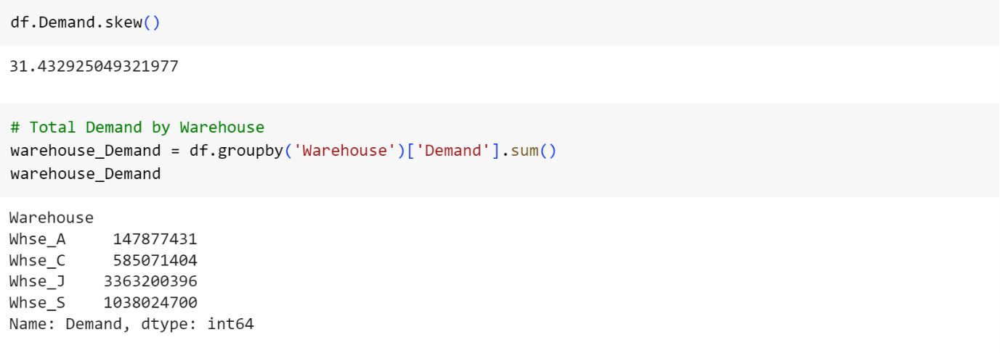 df.Demand.skew()
31.432925049321977
# Total Demand by Warehouse
warehouse_Demand = df.groupby('Warehouse')['Demand'].sum()
warehouse_Demand
Warehouse
Whse_A     147877431
Whse_C     585071404
Whse_J    3363200396
Whse_S    1038024700
Name: Demand, dtype: int64